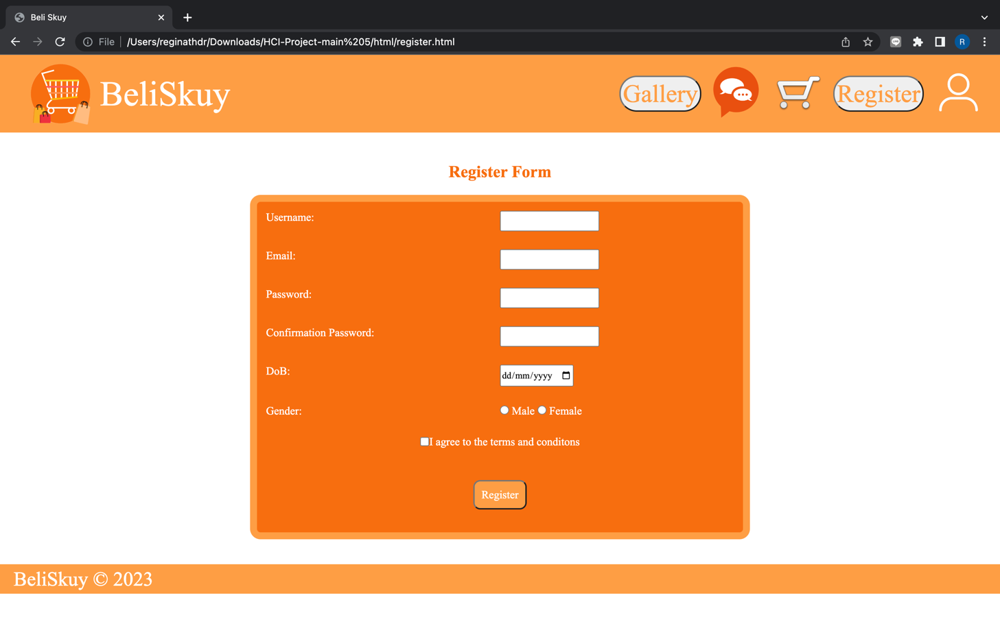 Beli Skuy
File
/Users/reginathdr/Downloads/HCI-Project-main%205/html/register.html
R
BeliSkuy
Gallery
Register
Register Form
Username:
Email:
Password:
Confirmation Password:
DoB:
dd/mm/yyyy
Gender:
Male Female
I agree to the terms and conditons
Register
BeliSkuy © 2023